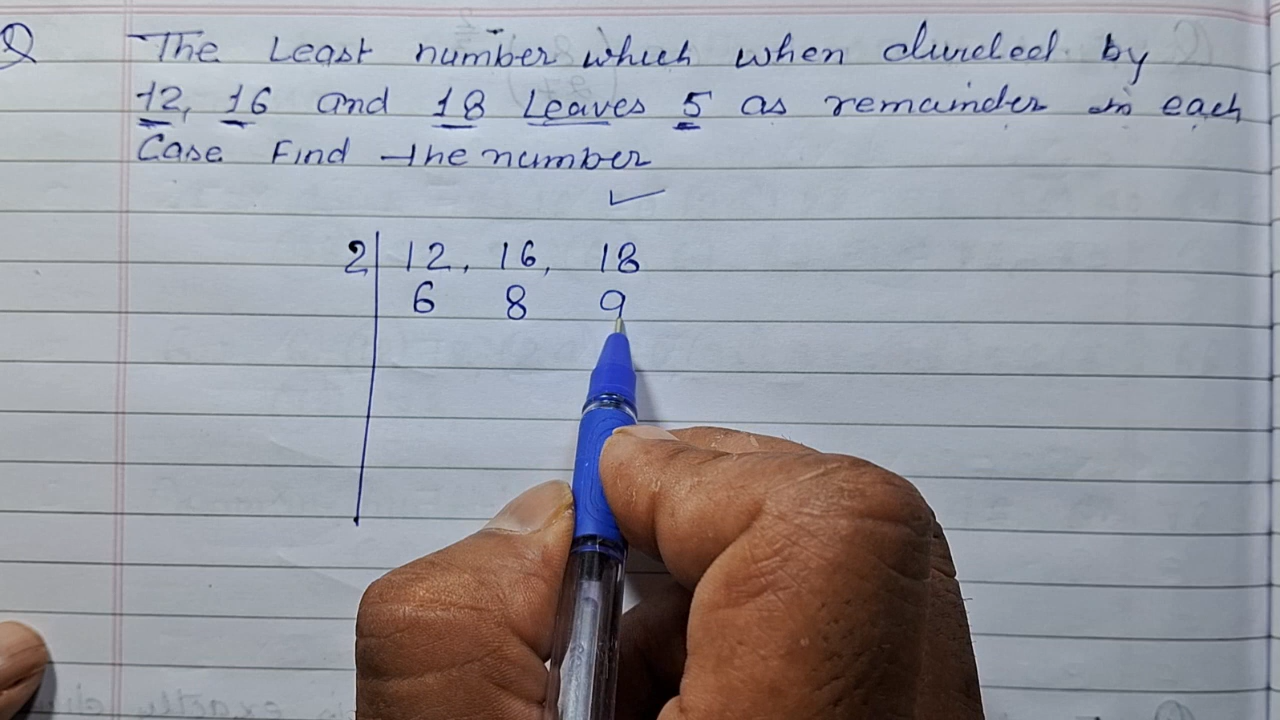 Q The Least number which when divided by
12, 16 and 18 Leaves 5 as remainder in each
Case Find the number
2 12, 16, 18
6 8 9